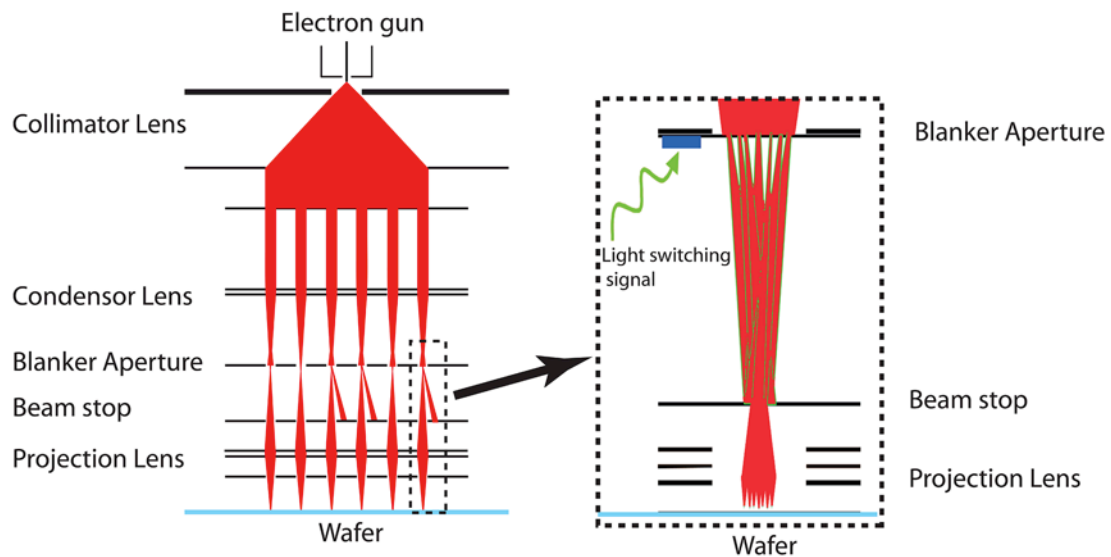 Electron gun
Collimator Lens
Condensor Lens
Blanker Aperture
Beam stop
Projection Lens
Wafer
Light switching
signal
Blanker Aperture
Beam stop
Projection Lens
Wafer